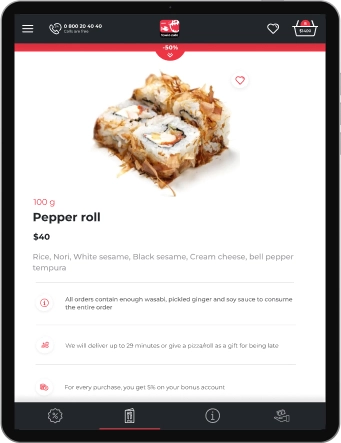 0 800 20 40 40
Calls are free
-50%
100 g
Pepper roll
$40
Rice, Nori, White sesame, Black sesame, Cream cheese, bell pepper
tempura
All orders contain enough wasabi, pickled ginger and soy sauce to consume
the entire order
We will deliver up to 29 minutes or give a pizza/roll as a gift for being late
For every purchase, you get 5% on your bonus account